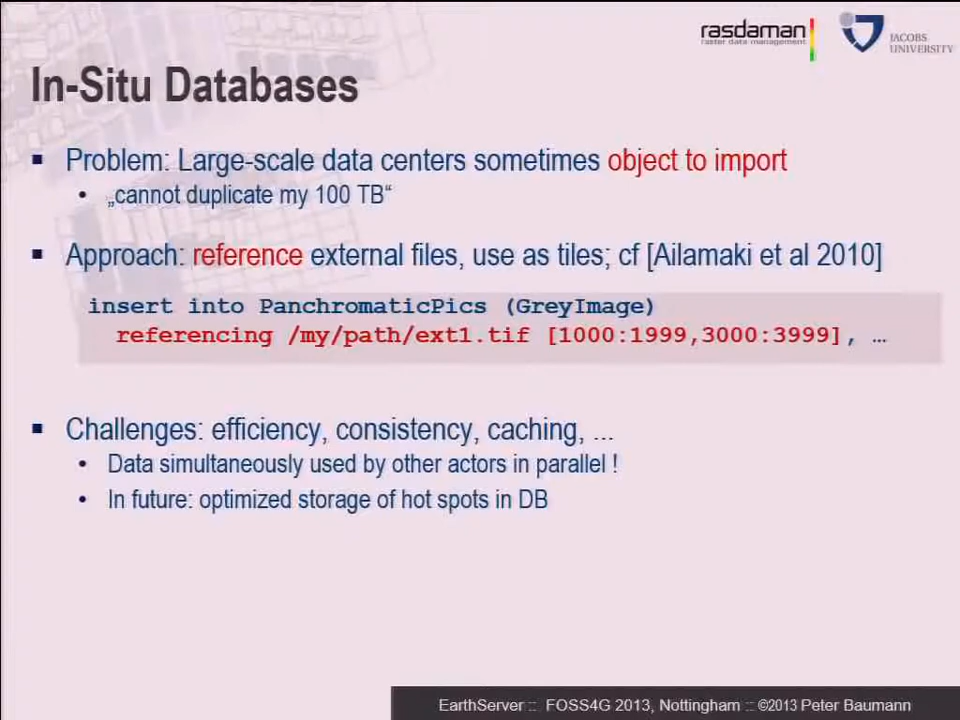 rasdaman
raster data management
JACOBS
UNIVERSITY
In-Situ Databases
▪ Problem: Large-scale data centers sometimes object to import
• „cannot duplicate my 100 TB“
▪ Approach: reference external files, use as tiles; cf [Ailamaki et al 2010]
insert into PanchromaticPics (GreyImage)
referencing /my/path/ext1.tif [1000:1999,3000:3999], …
▪ Challenges: efficiency, consistency, caching, ...
• Data simultaneously used by other actors in parallel !
• In future: optimized storage of hot spots in DB
EarthServer :: FOSS4G 2013, Nottingham :: ©2013 Peter Baumann